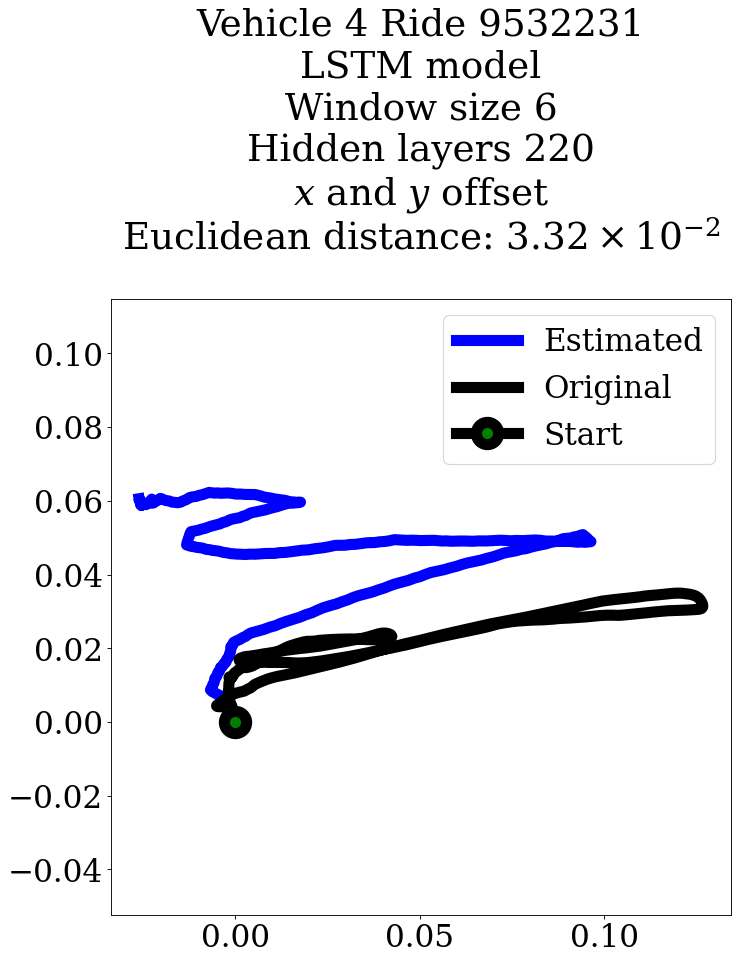 Vehicle 4 Ride 9532231
LSTM model
Window size 6
Hidden layers 220
x and y offset
Euclidean distance: 3.32 × 10⁻²
Estimated
Original
Start
0.10
0.08
0.06
0.04
0.02
0.00
−0.02
−0.04
0.00 0.05 0.10